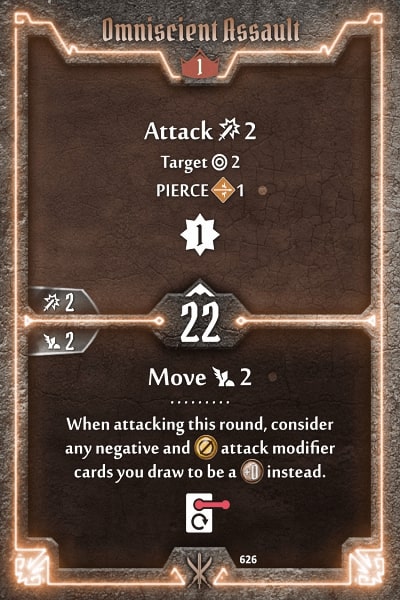 Omniscient Assault
1
Attack 2
Target 2
PIERCE 1
1
2
22
2
Move 2
When attacking this round, consider
any negative and attack modifier
cards you draw to be a +0 instead.
626